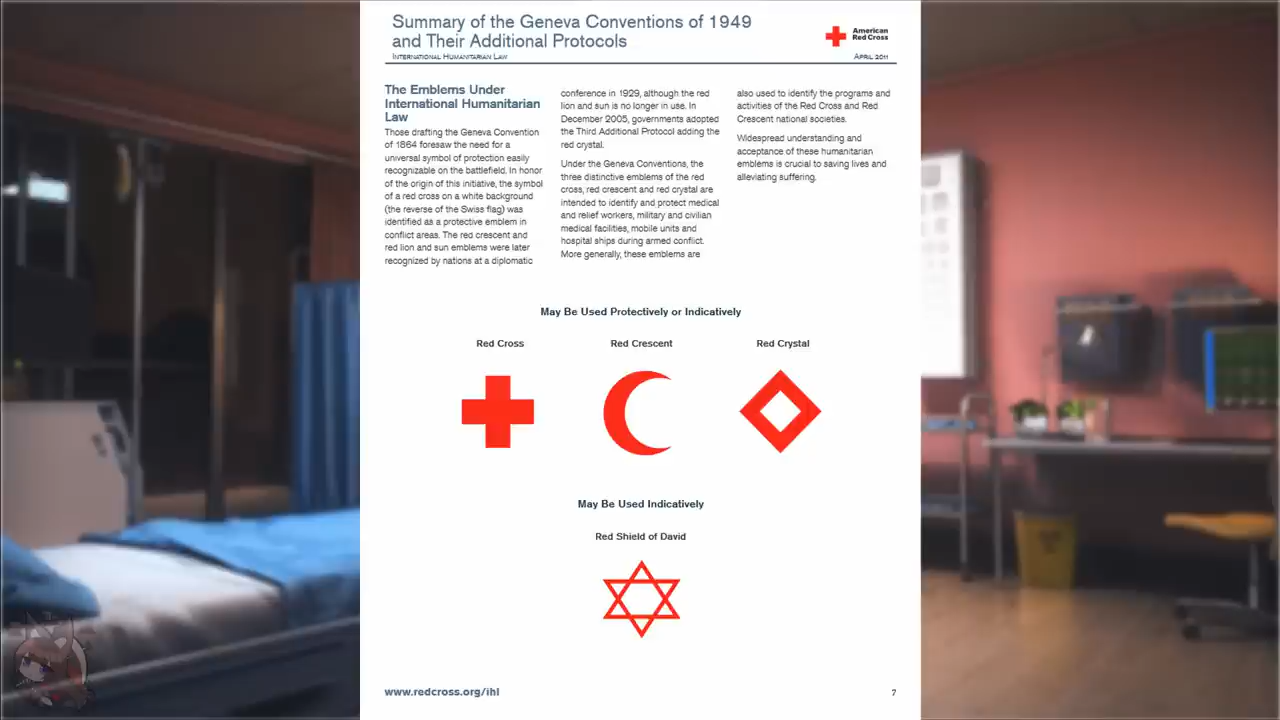 Summary of the Geneva Conventions of 1949
and Their Additional Protocols
International Humanitarian Law
American
Red Cross
April 2011
The Emblems Under
International Humanitarian
Law
Those drafting the Geneva Convention
of 1864 foresaw the need for a
universal symbol of protection easily
recognizable on the battlefield. In honor
of the origin of this initiative, the symbol
of a red cross on a white background
(the reverse of the Swiss flag) was
identified as a protective emblem in
conflict areas. The red crescent and
red lion and sun emblems were later
recognized by nations at a diplomatic
conference in 1929, although the red
lion and sun is no longer in use. In
December 2005, governments adopted
the Third Additional Protocol adding the
red crystal.
Under the Geneva Conventions, the
three distinctive emblems of the red
cross, red crescent and red crystal are
intended to identify and protect medical
and relief workers, military and civilian
medical facilities, mobile units and
hospital ships during armed conflict.
More generally, these emblems are
also used to identify the programs and
activities of the Red Cross and Red
Crescent national societies.
Widespread understanding and
acceptance of these humanitarian
emblems is crucial to saving lives and
alleviating suffering.
May Be Used Protectively or Indicatively
Red Cross
Red Crescent
Red Crystal
May Be Used Indicatively
Red Shield of David
www.redcross.org/ihl
7